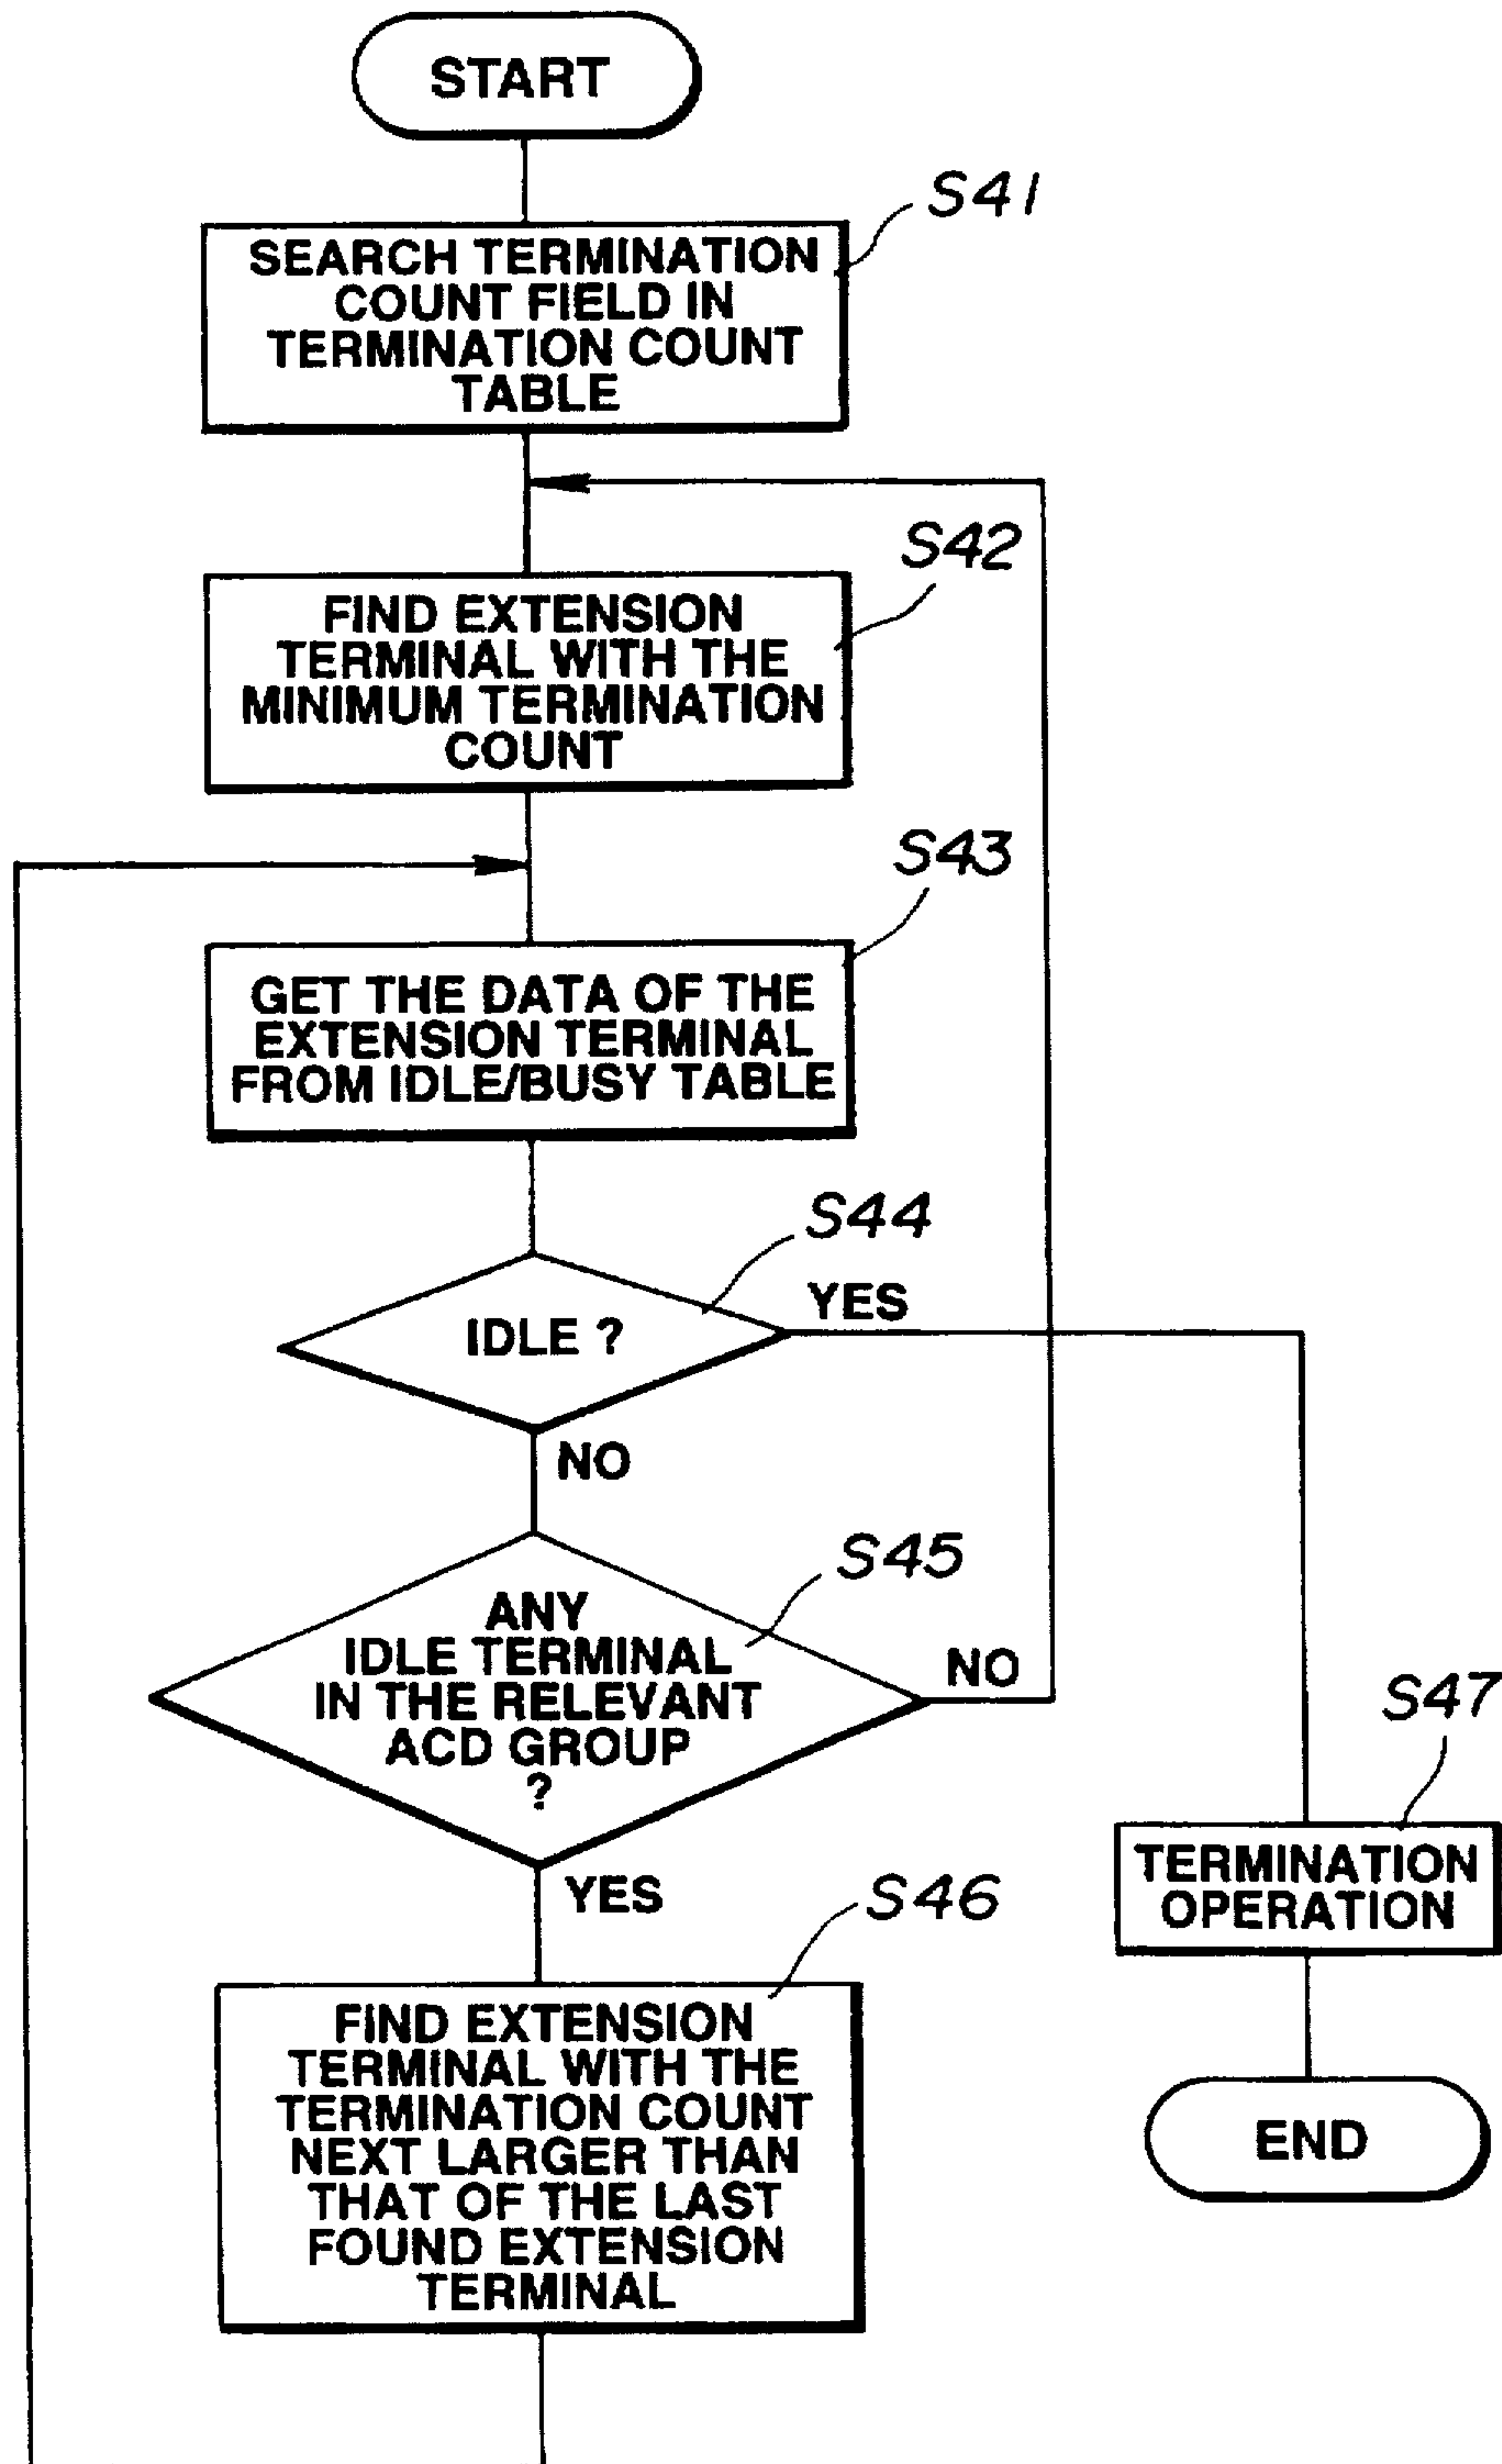 START
S41
SEARCH TERMINATION
COUNT FIELD IN
TERMINATION COUNT
TABLE
S42
FIND EXTENSION
TERMINAL WITH THE
MINIMUM TERMINATION
COUNT
S43
GET THE DATA OF THE
EXTENSION TERMINAL
FROM IDLE/BUSY TABLE
S44
IDLE ?
YES
NO
S45
ANY
IDLE TERMINAL
IN THE RELEVANT
ACD GROUP
?
NO
YES
S47
TERMINATION
OPERATION
S46
FIND EXTENSION
TERMINAL WITH THE
TERMINATION COUNT
NEXT LARGER THAN
THAT OF THE LAST
FOUND EXTENSION
TERMINAL
END